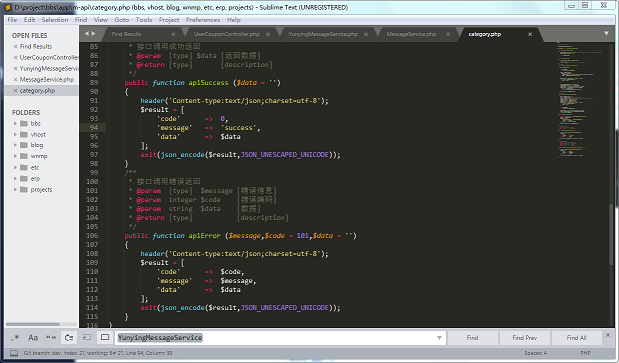 D:\project\bbs\app\m-api\category.php (bbs, vhost, blog, wnmp, etc, erp, projects) - Sublime Text (UNREGISTERED)
File Edit Selection Find View Goto Tools Project Preferences Help
OPEN FILES
Find Results
UserCouponController
YunyingMessageServic
MessageService.php
category.php
FOLDERS
bbs
vhost
blog
wnmp
etc
erp
projects
Find Results UserCouponController.php YunyingMessageService.php MessageService.php category.php
85 * 接口调用成功返回
86 * @param [type] $data [返回数据]
87 * @return [type] [description]
88 */
89 public function apiSuccess ($data = '')
90 {
91 header('Content-type:text/json;charset=utf-8');
92 $result = [
93 'code' => 0,
94 'message' => 'success',
95 'data' => $data
96 ];
97 exit(json_encode($result,JSON_UNESCAPED_UNICODE));
98 }
99 /**
100 * 接口调用错误返回
101 * @param [type] $message [错误信息]
102 * @param integer $code [错误编码]
103 * @param string $data [数据]
104 * @return [type] [description]
105 */
106 public function apiError ($message,$code = 101,$data = '')
107 {
108 header('Content-type:text/json;charset=utf-8');
109 $result = [
110 'code' => $code,
111 'message' => $message,
112 'data' => $data
113 ];
114 exit(json_encode($result,JSON_UNESCAPED_UNICODE));
115 }
116 }
.* Aa "" YunyingMessageService Find Find Prev Find All
Git branch: dev, index: 2?, working: 6≠ 2?, Line 94, Column 30 Spaces: 4 PHP